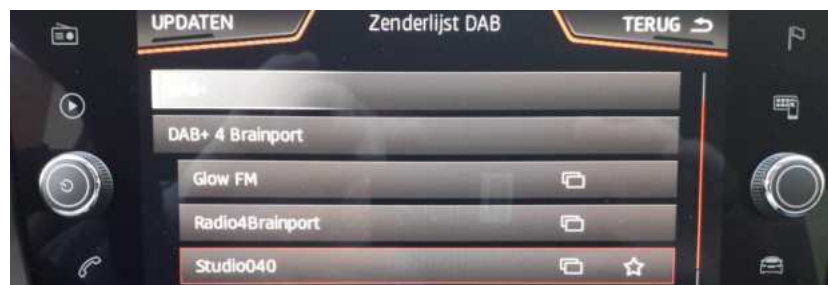 UPDATEN Zenderlijst DAB TERUG
DAB+ 4 Brainport
Glow FM
Radio4Brainport
Studio040